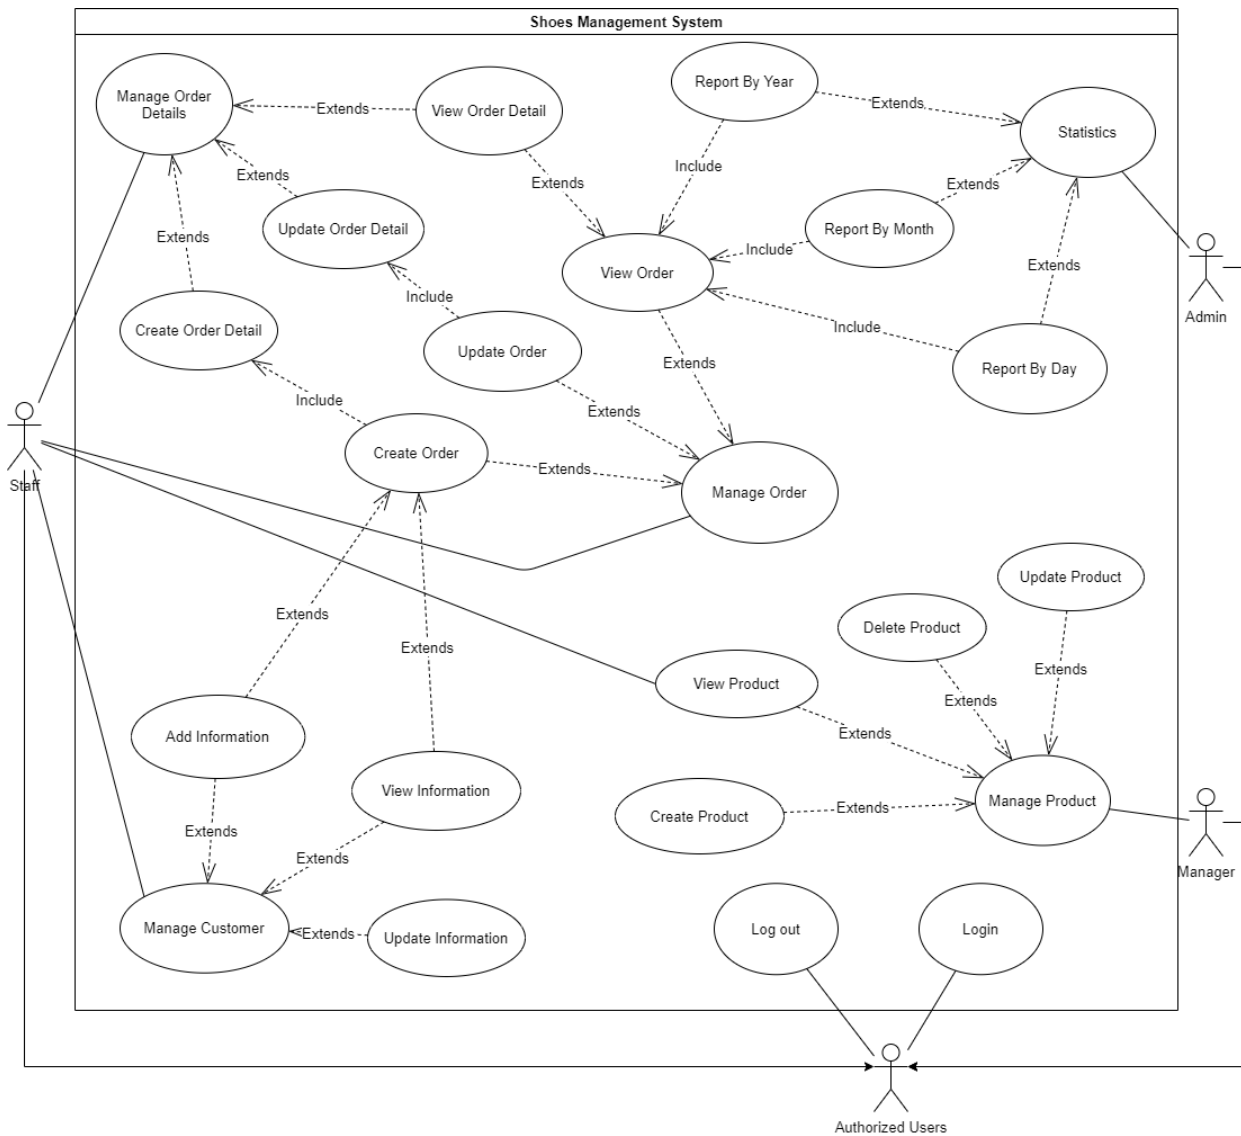 Shoes Management System
Manage Order
Details
Extends
View Order Detail
Report By Year
Extends
Statistics
Extends
Update Order Detail
Extends
Include
Extends
Report By Month
Extends
View Order
Include
Extends
Admin
Create Order Detail
Include
Update Order
Include
Extends
Report By Day
Include
Extends
Staff
Create Order
Extends
Manage Order
Extends
Extends
Update Product
Delete Product
Extends
View Product
Extends
Extends
Add Information
View Information
Extends
Create Product
Extends
Manage Product
Extends
Extends
Manager
Manage Customer
Extends
Update Information
Log out
Login
Authorized Users